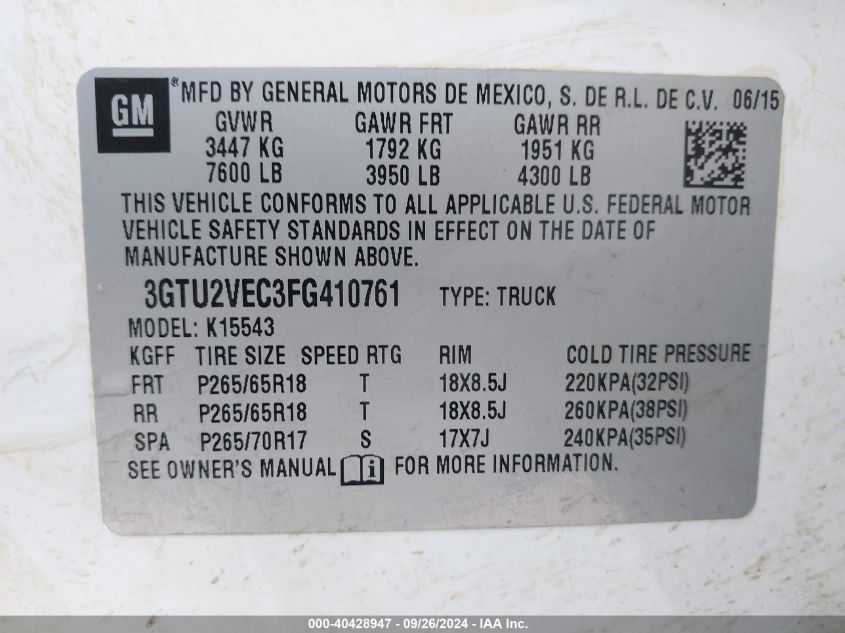 GM ® MFD BY GENERAL MOTORS DE MEXICO, S. DE R.L. DE C.V. 06/15
GVWR GAWR FRT GAWR RR
3447 KG 1792 KG 1951 KG
7600 LB 3950 LB 4300 LB
THIS VEHICLE CONFORMS TO ALL APPLICABLE U.S. FEDERAL MOTOR
VEHICLE SAFETY STANDARDS IN EFFECT ON THE DATE OF
MANUFACTURE SHOWN ABOVE.
3GTU2VEC3FG410761 TYPE: TRUCK
MODEL: K15543
KGFF TIRE SIZE SPEED RTG RIM COLD TIRE PRESSURE
FRT P265/65R18 T 18X8.5J 220KPA(32PSI)
RR P265/65R18 T 18X8.5J 260KPA(38PSI)
SPA P265/70R17 S 17X7J 240KPA(35PSI)
SEE OWNER'S MANUAL i FOR MORE INFORMATION.
000-40428947 - 09/26/2024 - IAA Inc.